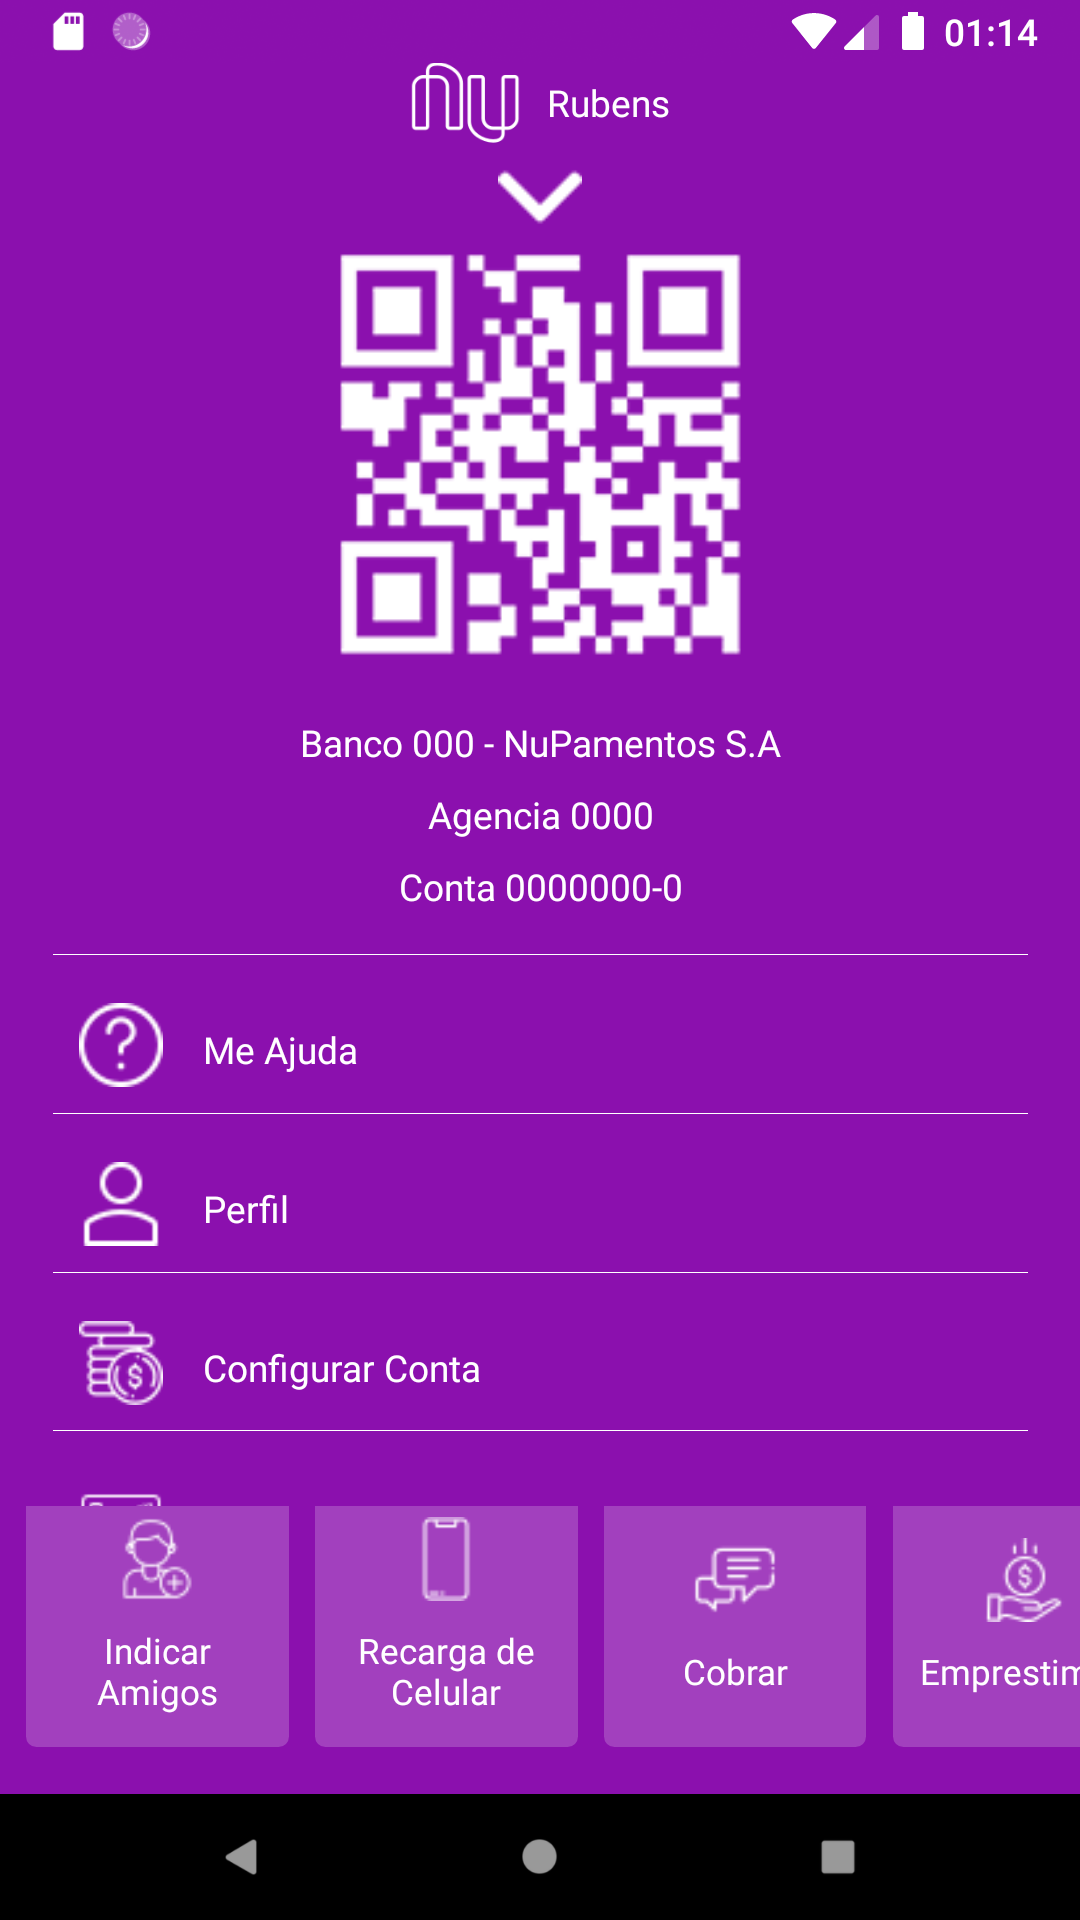 01:14
nu Rubens
Banco 000 - NuPamentos S.A
Agencia 0000
Conta 0000000-0
Me Ajuda
Perfil
Configurar Conta
Indicar
Amigos
Recarga de
Celular
Cobrar
Emprestim